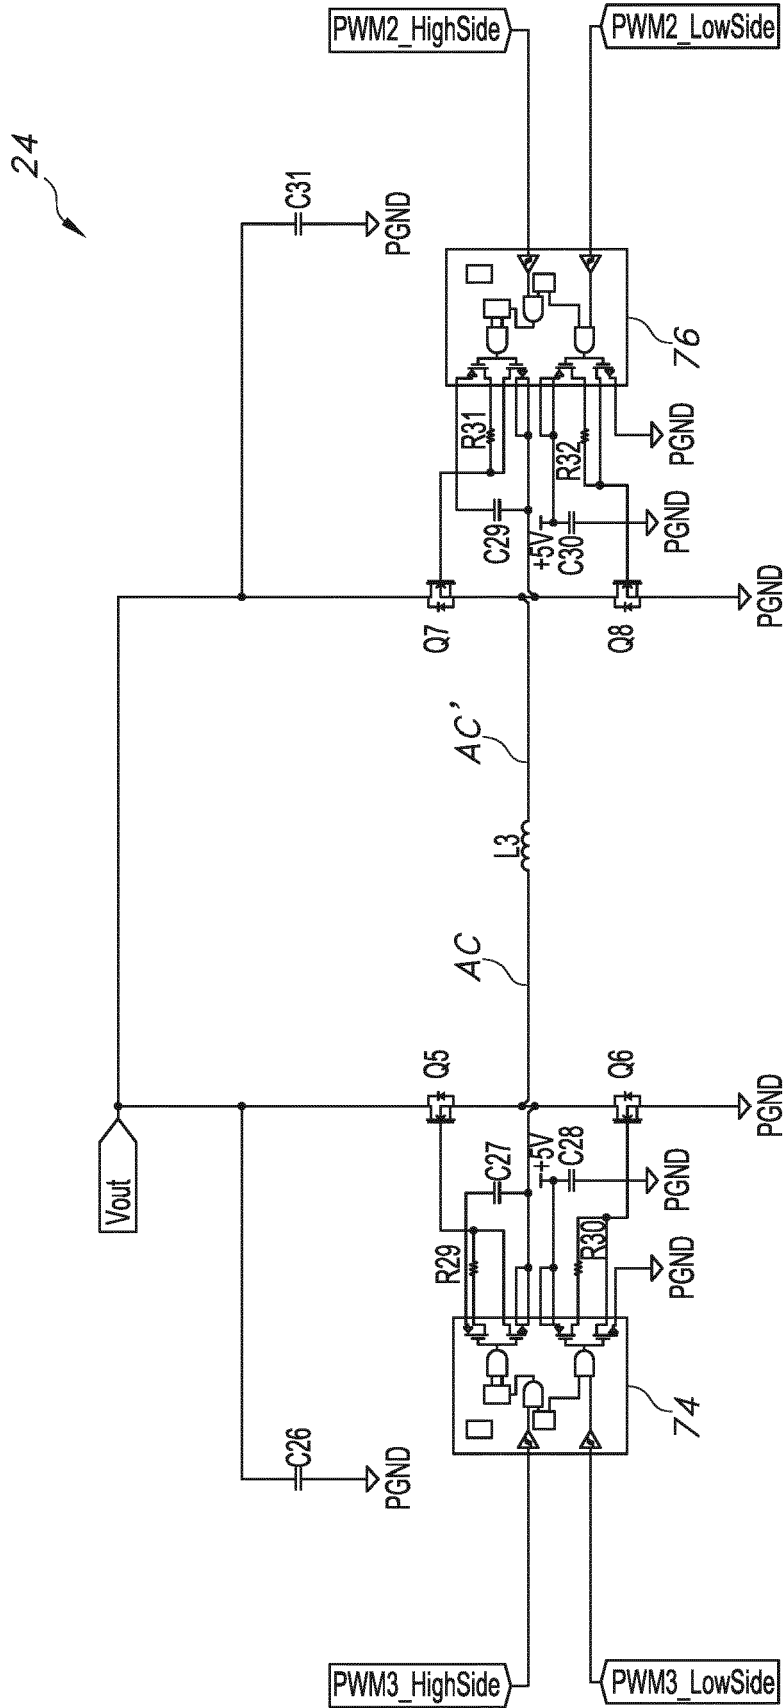 PWM2_HighSide
PWM2_LowSide
24
C31
PGND
76
R31
R32
PGND
C29
+5V
C30
PGND
Q7
Q8
PGND
AC'
L3
AC
Vout
Q5
Q6
PGND
C27
+5V
C28
PGND
R29
R30
PGND
74
C26
PGND
PWM3_HighSide
PWM3_LowSide